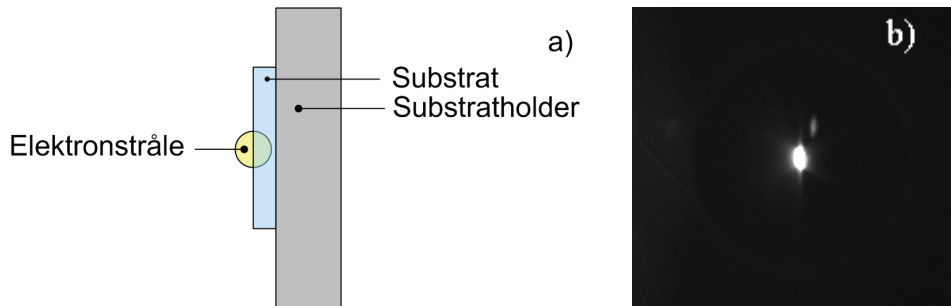 a)
Substrat
Substratholder
Elektronstråle
b)